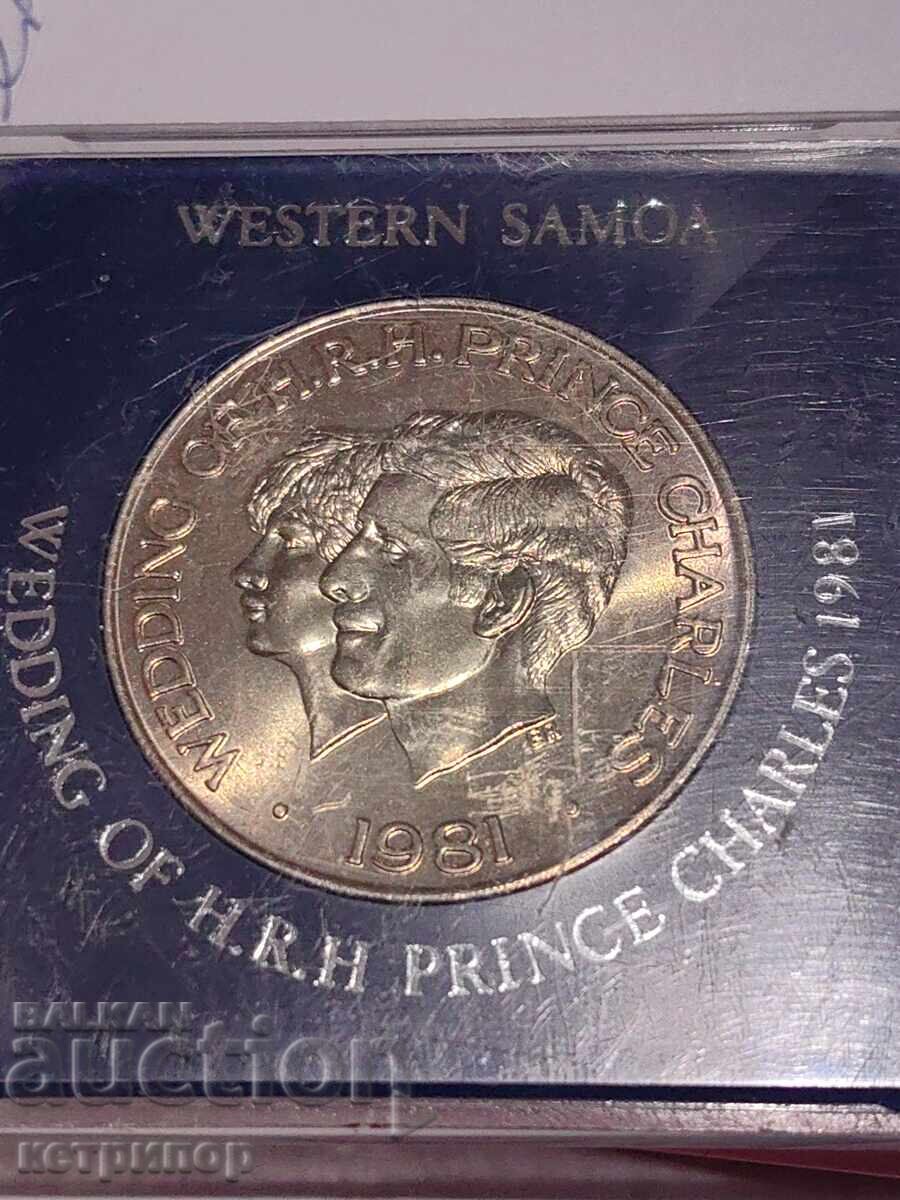 WESTERN SAMOA
WEDDING OF H.R.H. PRINCE CHARLES
· 1981 ·
WEDDING OF H.R.H PRINCE CHARLES 1981
BALKAN
auction
кетрипор